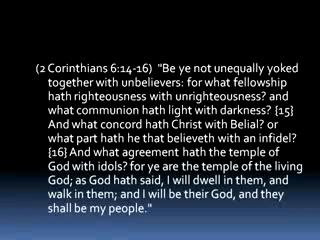 (2 Corinthians 6:14-16)  "Be ye not unequally yoked
together with unbelievers: for what fellowship
hath righteousness with unrighteousness? and
what communion hath light with darkness? {15}
And what concord hath Christ with Belial? or
what part hath he that believeth with an infidel?
{16} And what agreement hath the temple of
God with idols? for ye are the temple of the living
God; as God hath said, I will dwell in them, and
walk in them; and I will be their God, and they
shall be my people."